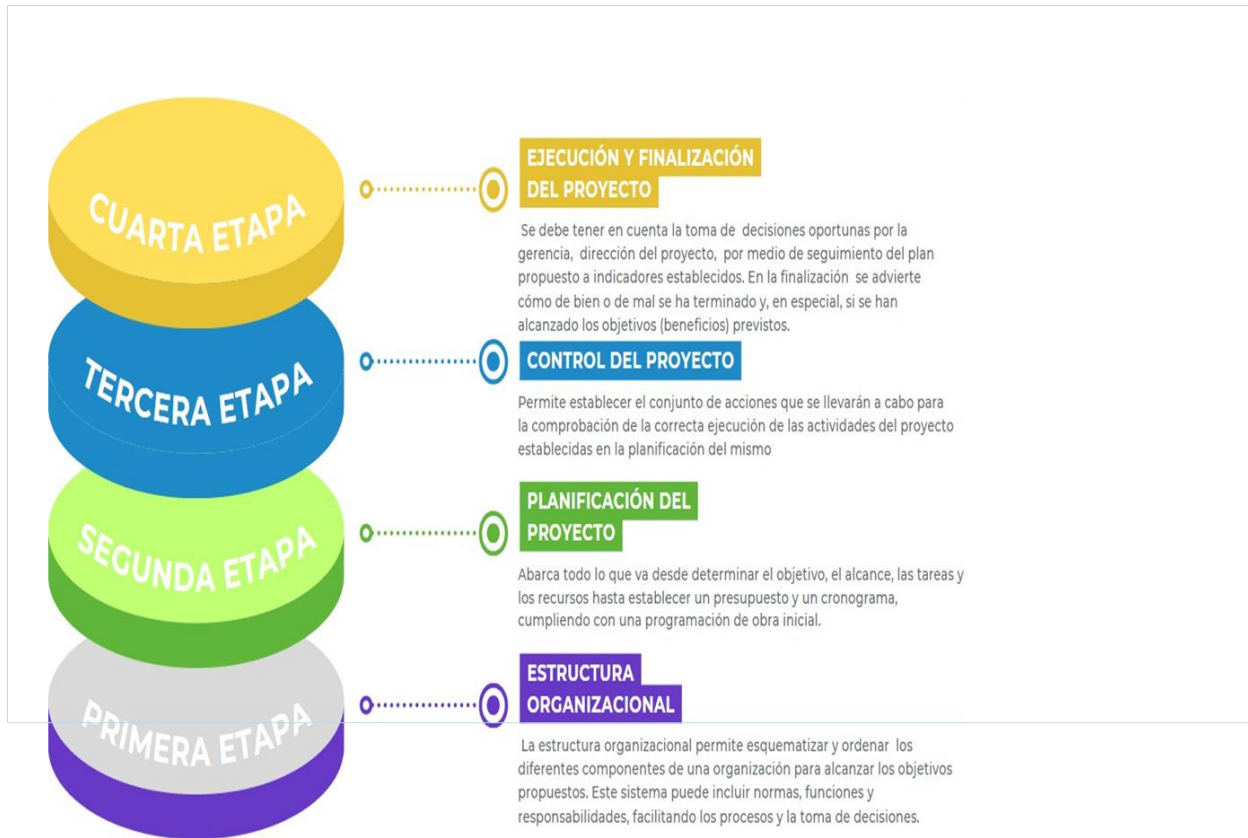 CUARTA ETAPA
EJECUCIÓN Y FINALIZACIÓN
DEL PROYECTO
Se debe tener en cuenta la toma de decisiones oportunas por la
gerencia, dirección del proyecto, por medio de seguimiento del plan
propuesto a indicadores establecidos. En la finalización se advierte
cómo de bien o de mal se ha terminado y, en especial, si se han
alcanzado los objetivos (beneficios) previstos.
TERCERA ETAPA
CONTROL DEL PROYECTO
Permite establecer el conjunto de acciones que se llevarán a cabo para
la comprobación de la correcta ejecución de las actividades del proyecto
establecidas en la planificación del mismo
SEGUNDA ETAPA
PLANIFICACIÓN DEL
PROYECTO
Abarca todo lo que va desde determinar el objetivo, el alcance, las tareas y
los recursos hasta establecer un presupuesto y un cronograma,
cumpliendo con una programación de obra inicial.
PRIMERA ETAPA
ESTRUCTURA
ORGANIZACIONAL
La estructura organizacional permite esquematizar y ordenar los
diferentes componentes de una organización para alcanzar los objetivos
propuestos. Este sistema puede incluir normas, funciones y
responsabilidades, facilitando los procesos y la toma de decisiones.